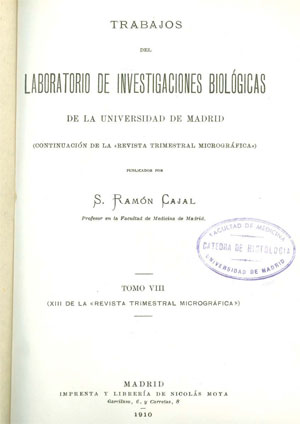 TRABAJOS
DEL
LABORATORIO DE INVESTIGACIONES BIOLÓGICAS
DE LA UNIVERSIDAD DE MADRID
(CONTINUACIÓN DE LA «REVISTA TRIMESTRAL MICROGRÁFICA»)
PUBLICADOS POR
S. RAMÓN CAJAL
Profesor en la Facultad de Medicina de Madrid.
FACULTAD DE MEDICINA
CATEDRA DE HISTOLOGIA
UNIVERSIDAD DE MADRID
TOMO VIII
(XIII DE LA «REVISTA TRIMESTRAL MICROGRÁFICA»)
MADRID
IMPRENTA Y LIBRERÍA DE NICOLÁS MOYA
Garcilaso, 6, y Carretas, 8
1910